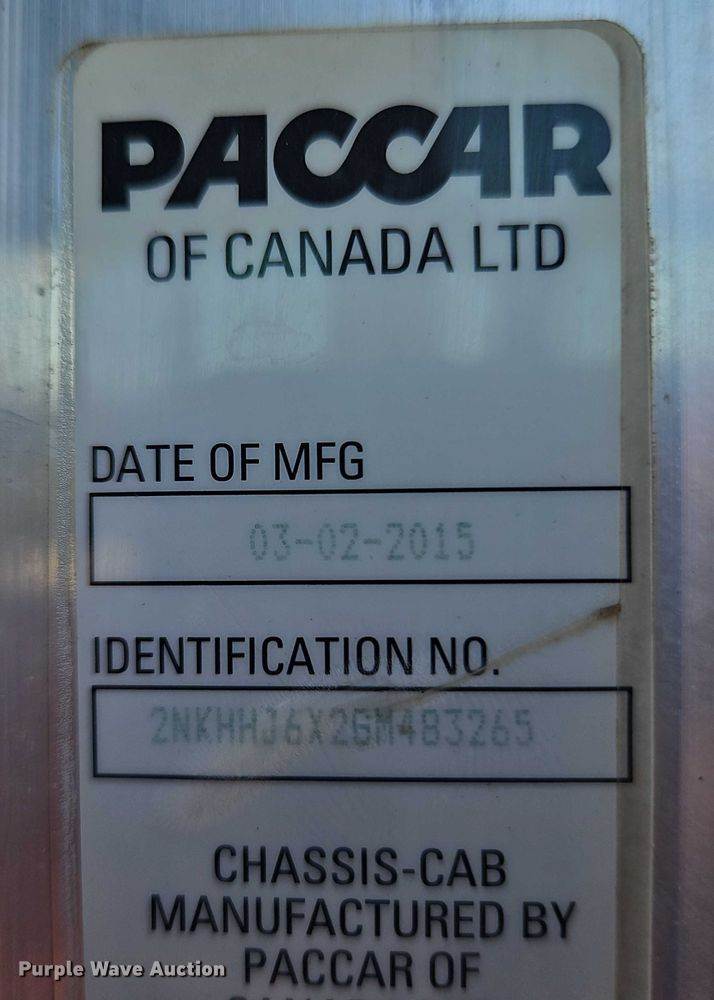 PACCAR
OF CANADA LTD
DATE OF MFG
03-02-2015
IDENTIFICATION NO.
2NKHHJ6X2GM483265
CHASSIS-CAB
MANUFACTURED BY
PACCAR OF
Purple Wave Auction